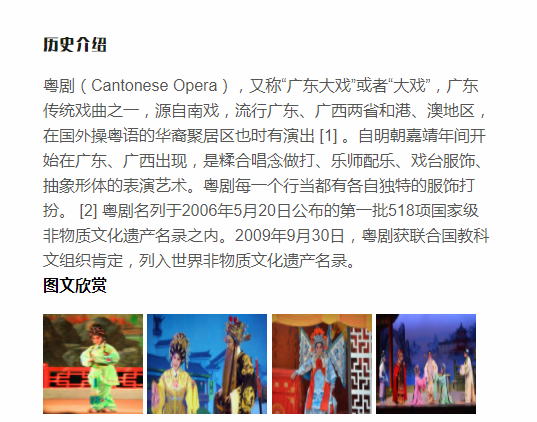 历史介绍
粤剧（Cantonese Opera），又称“广东大戏”或者“大戏”，广东
传统戏曲之一，源自南戏，流行广东、广西两省和港、澳地区，
在国外操粤语的华裔聚居区也时有演出 [1] 。自明朝嘉靖年间开
始在广东、广西出现，是糅合唱念做打、乐师配乐、戏台服饰、
抽象形体的表演艺术。粤剧每一个行当都有各自独特的服饰打
扮。 [2] 粤剧名列于2006年5月20日公布的第一批518项国家级
非物质文化遗产名录之内。2009年9月30日，粤剧获联合国教科
文组织肯定，列入世界非物质文化遗产名录。
图文欣赏